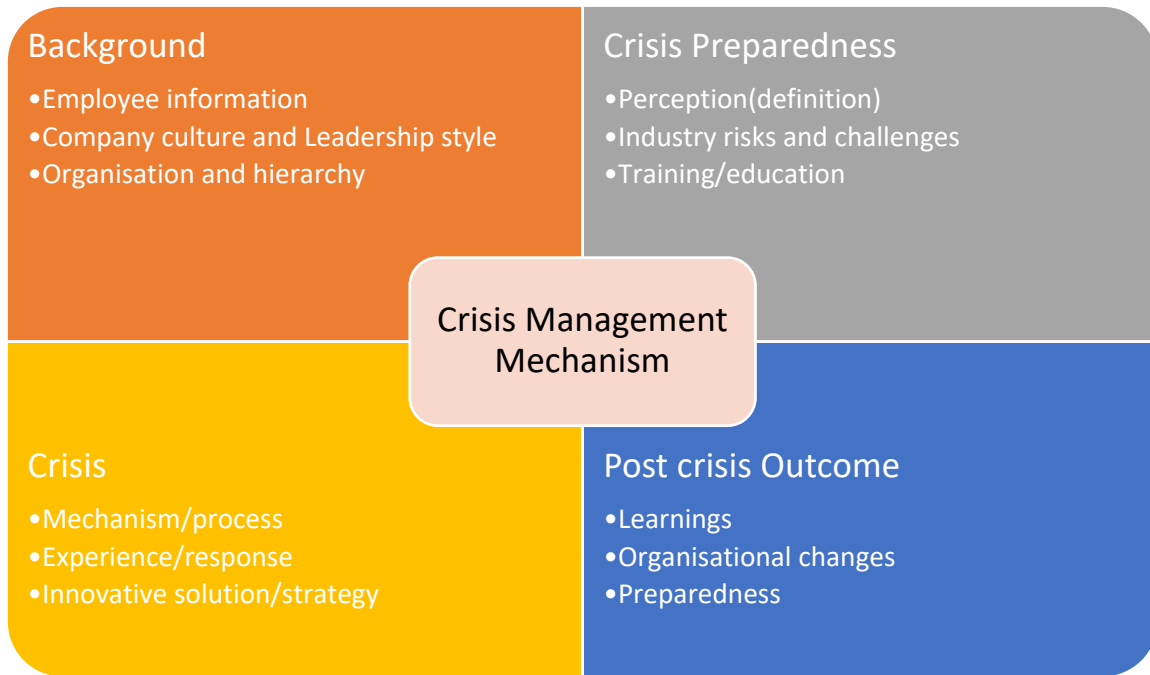 Background
•Employee information
•Company culture and Leadership style
•Organisation and hierarchy
Crisis Preparedness
•Perception(definition)
•Industry risks and challenges
•Training/education
Crisis Management
Mechanism
Crisis
•Mechanism/process
•Experience/response
•Innovative solution/strategy
Post crisis Outcome
•Learnings
•Organisational changes
•Preparedness